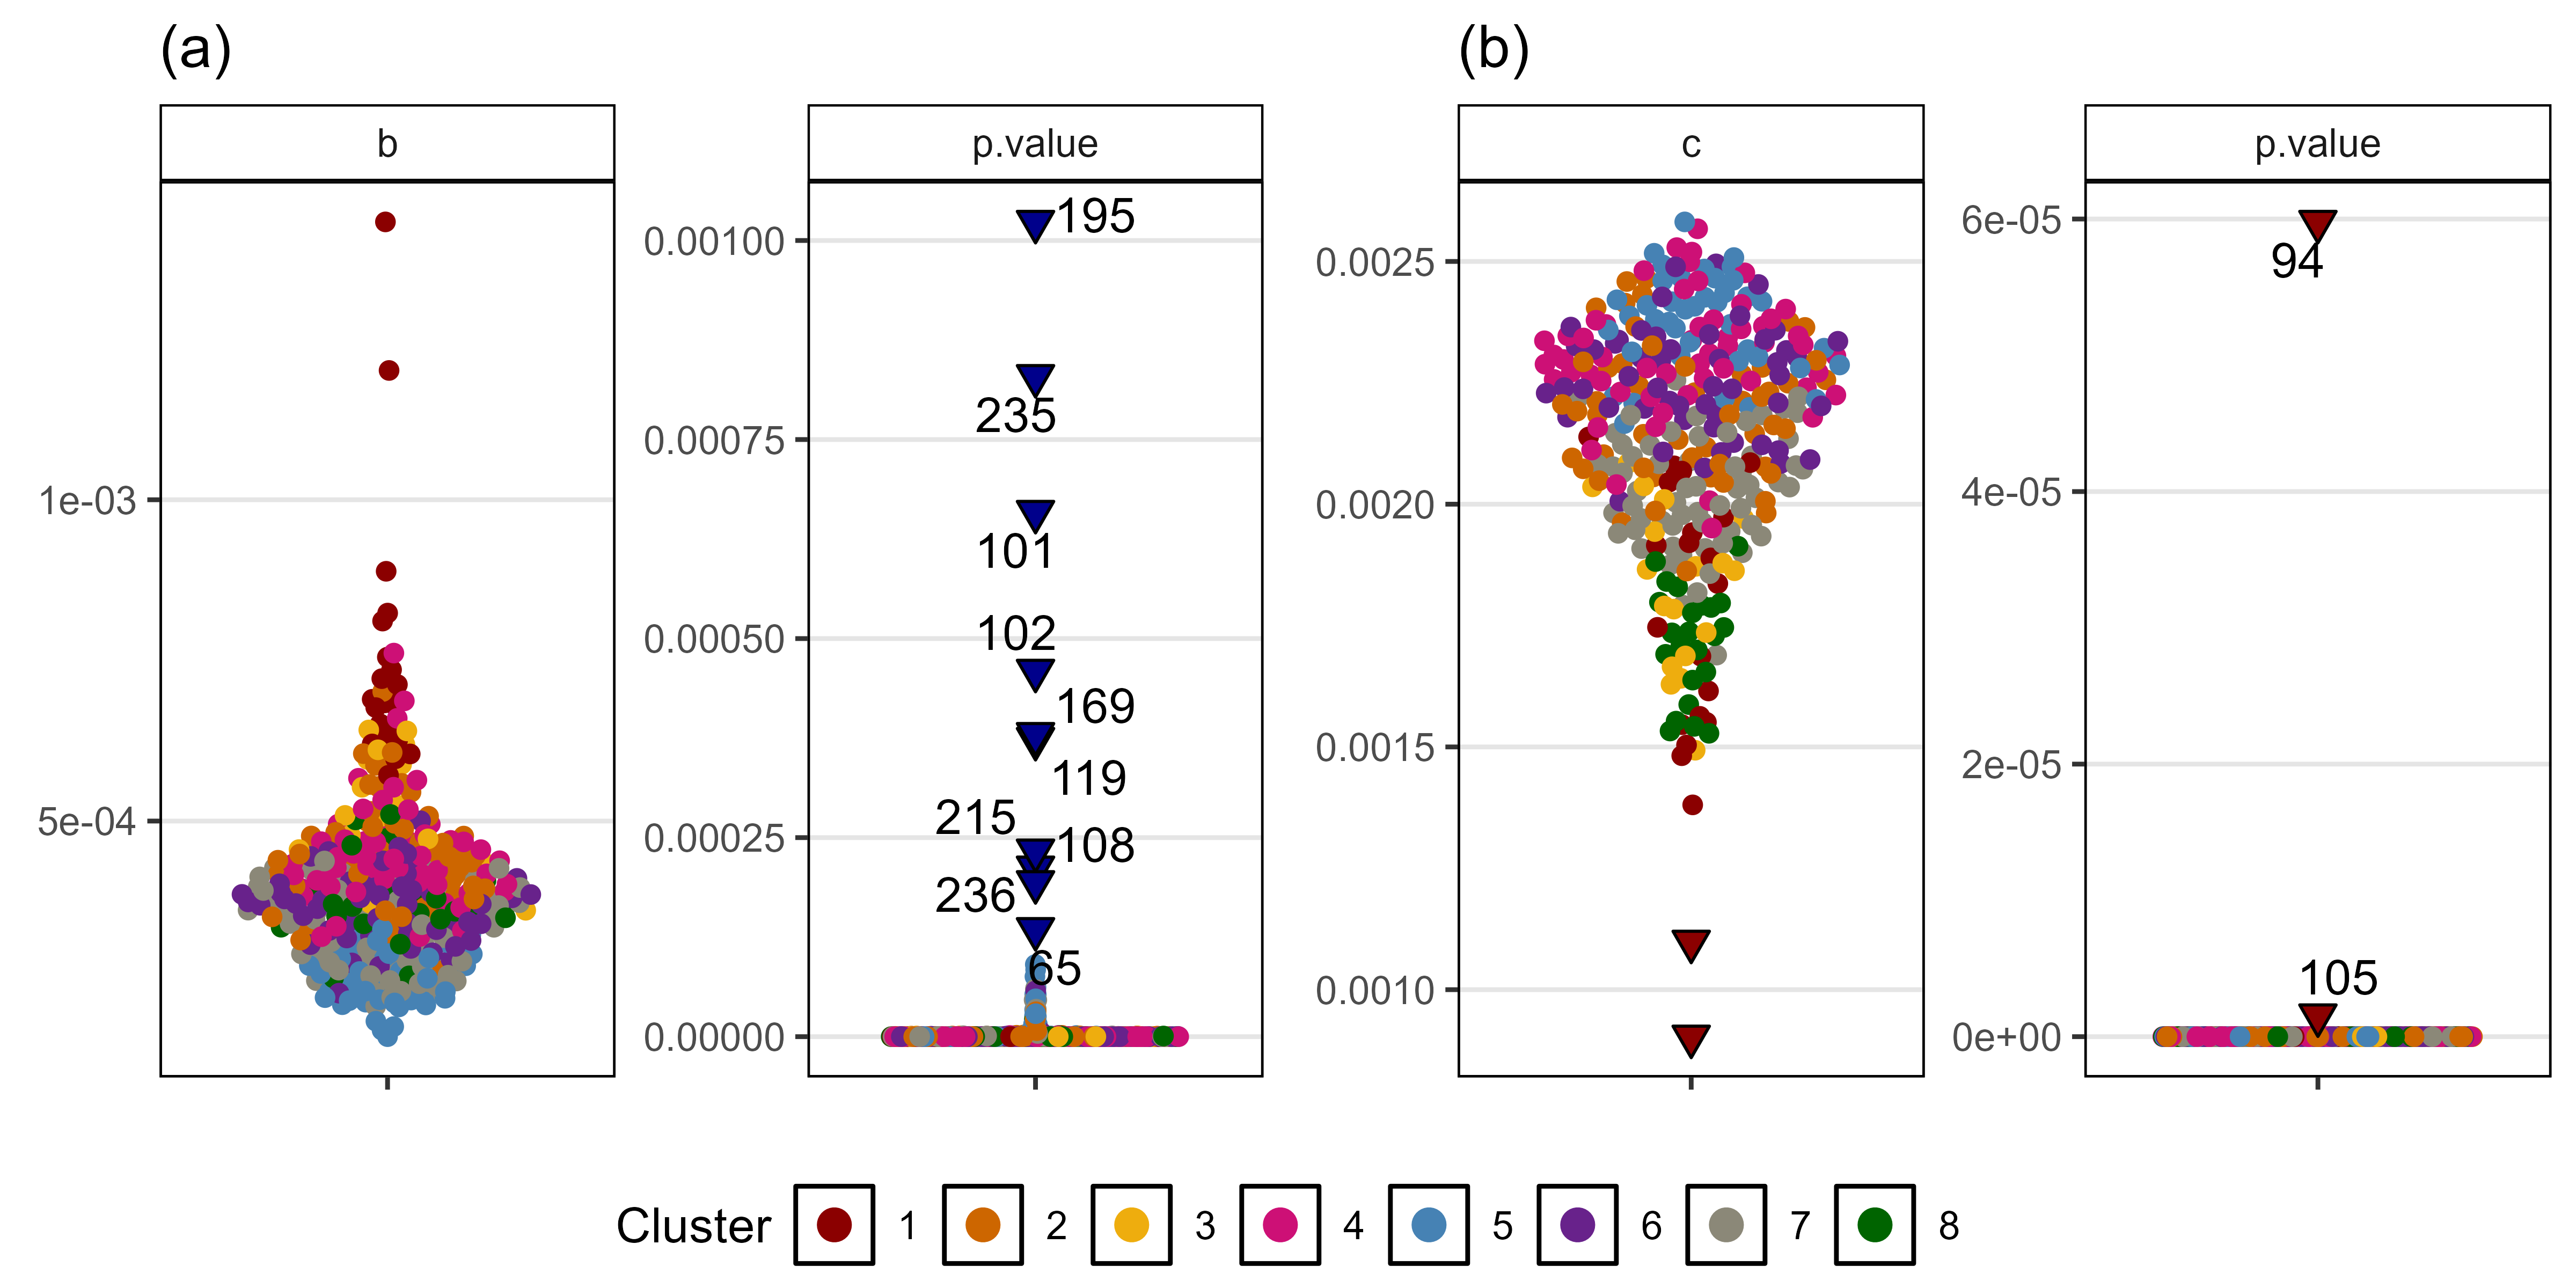 (a)
(b)
b
p.value
c
p.value
1e-03
5e-04
0.00100
0.00075
0.00050
0.00025
0.00000
195
235
101
102
169
119
215
108
236
65
0.0025
0.0020
0.0015
0.0010
6e-05
4e-05
2e-05
0e+00
94
105
Cluster 1 2 3 4 5 6 7 8